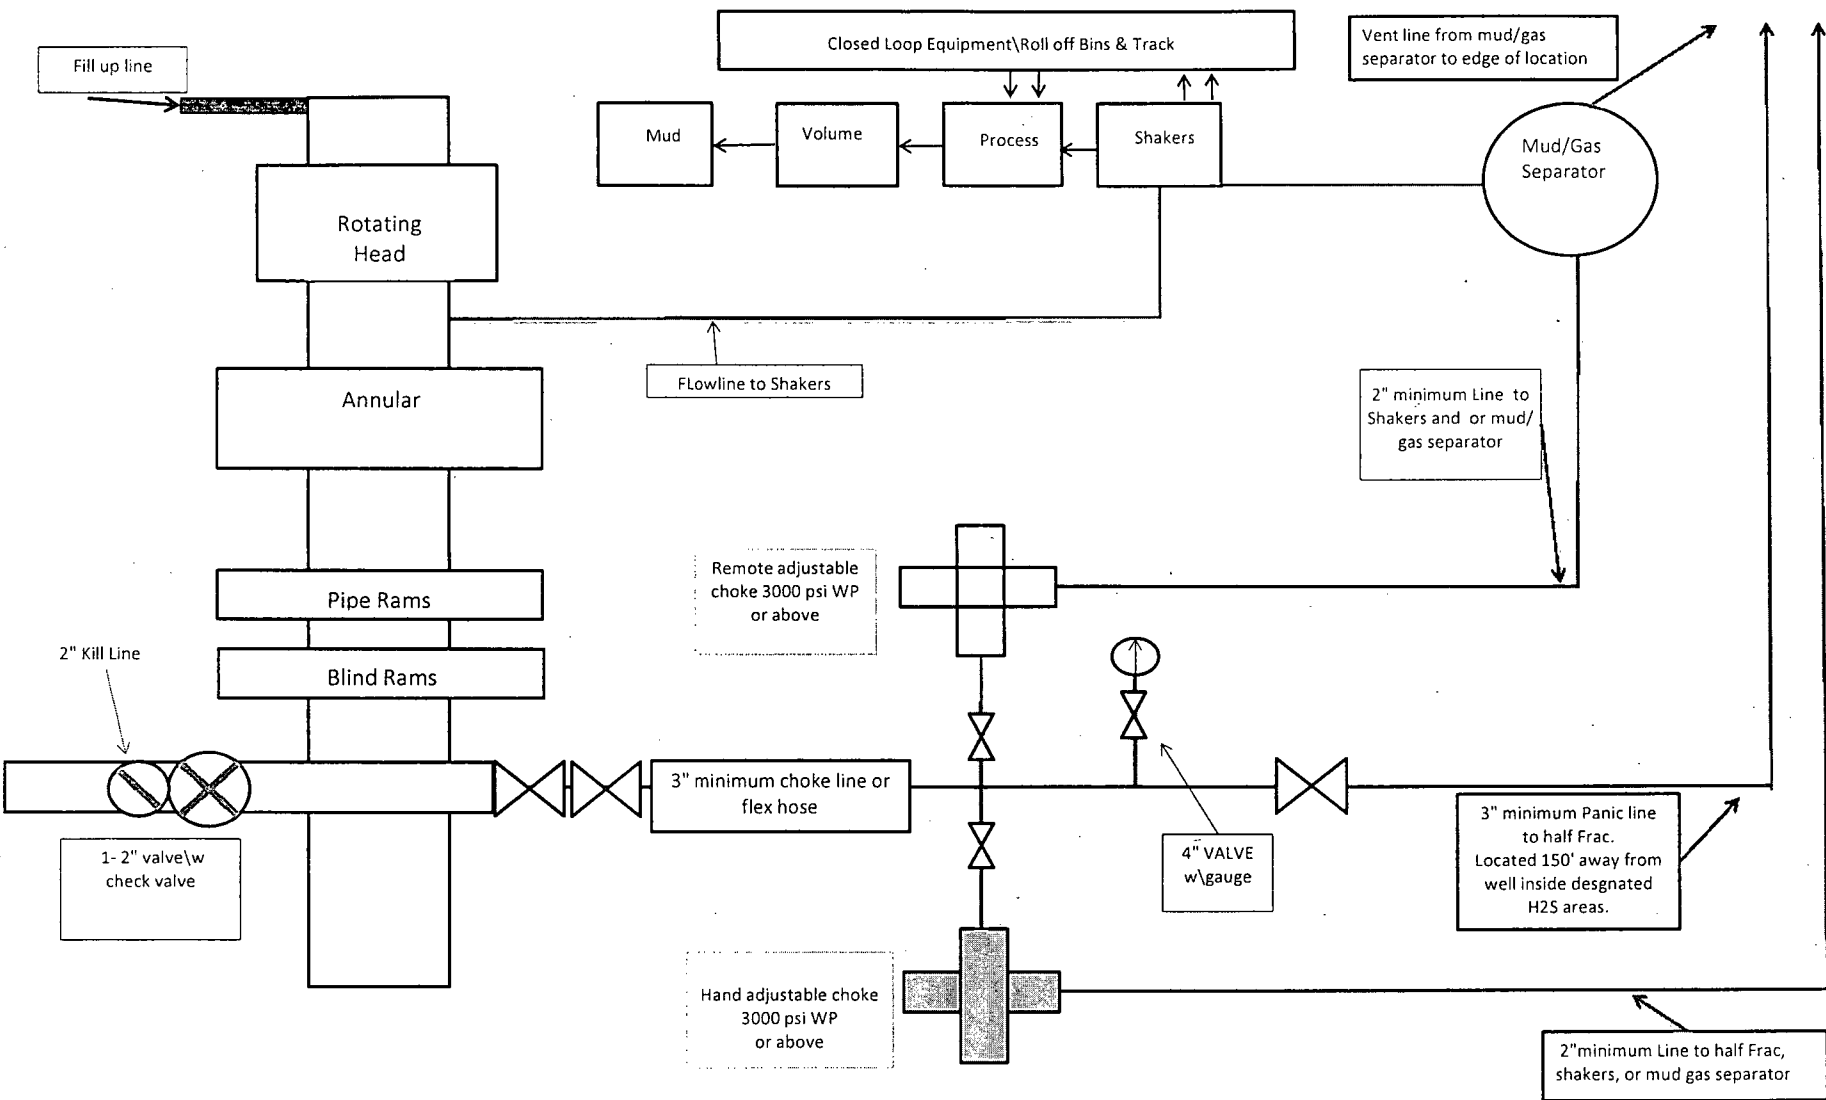 Closed Loop Equipment\Roll off Bins & Track
Vent line from mud/gas
separator to edge of location
Fill up line
Mud
Volume
Process
Shakers
Mud/Gas
Separator
Rotating
Head
FLowline to Shakers
Annular
2" minimum Line to
Shakers and or mud/
gas separator
Remote adjustable
choke 3000 psi WP
or above
Pipe Rams
2" Kill Line
Blind Rams
3" minimum choke line or
flex hose
1- 2" valve\w
check valve
4" VALVE
w\gauge
3" minimum Panic line
to half Frac.
Located 150' away from
well inside desgnated
H2S areas.
Hand adjustable choke
3000 psi WP
or above
2"minimum Line to half Frac,
shakers, or mud gas separator